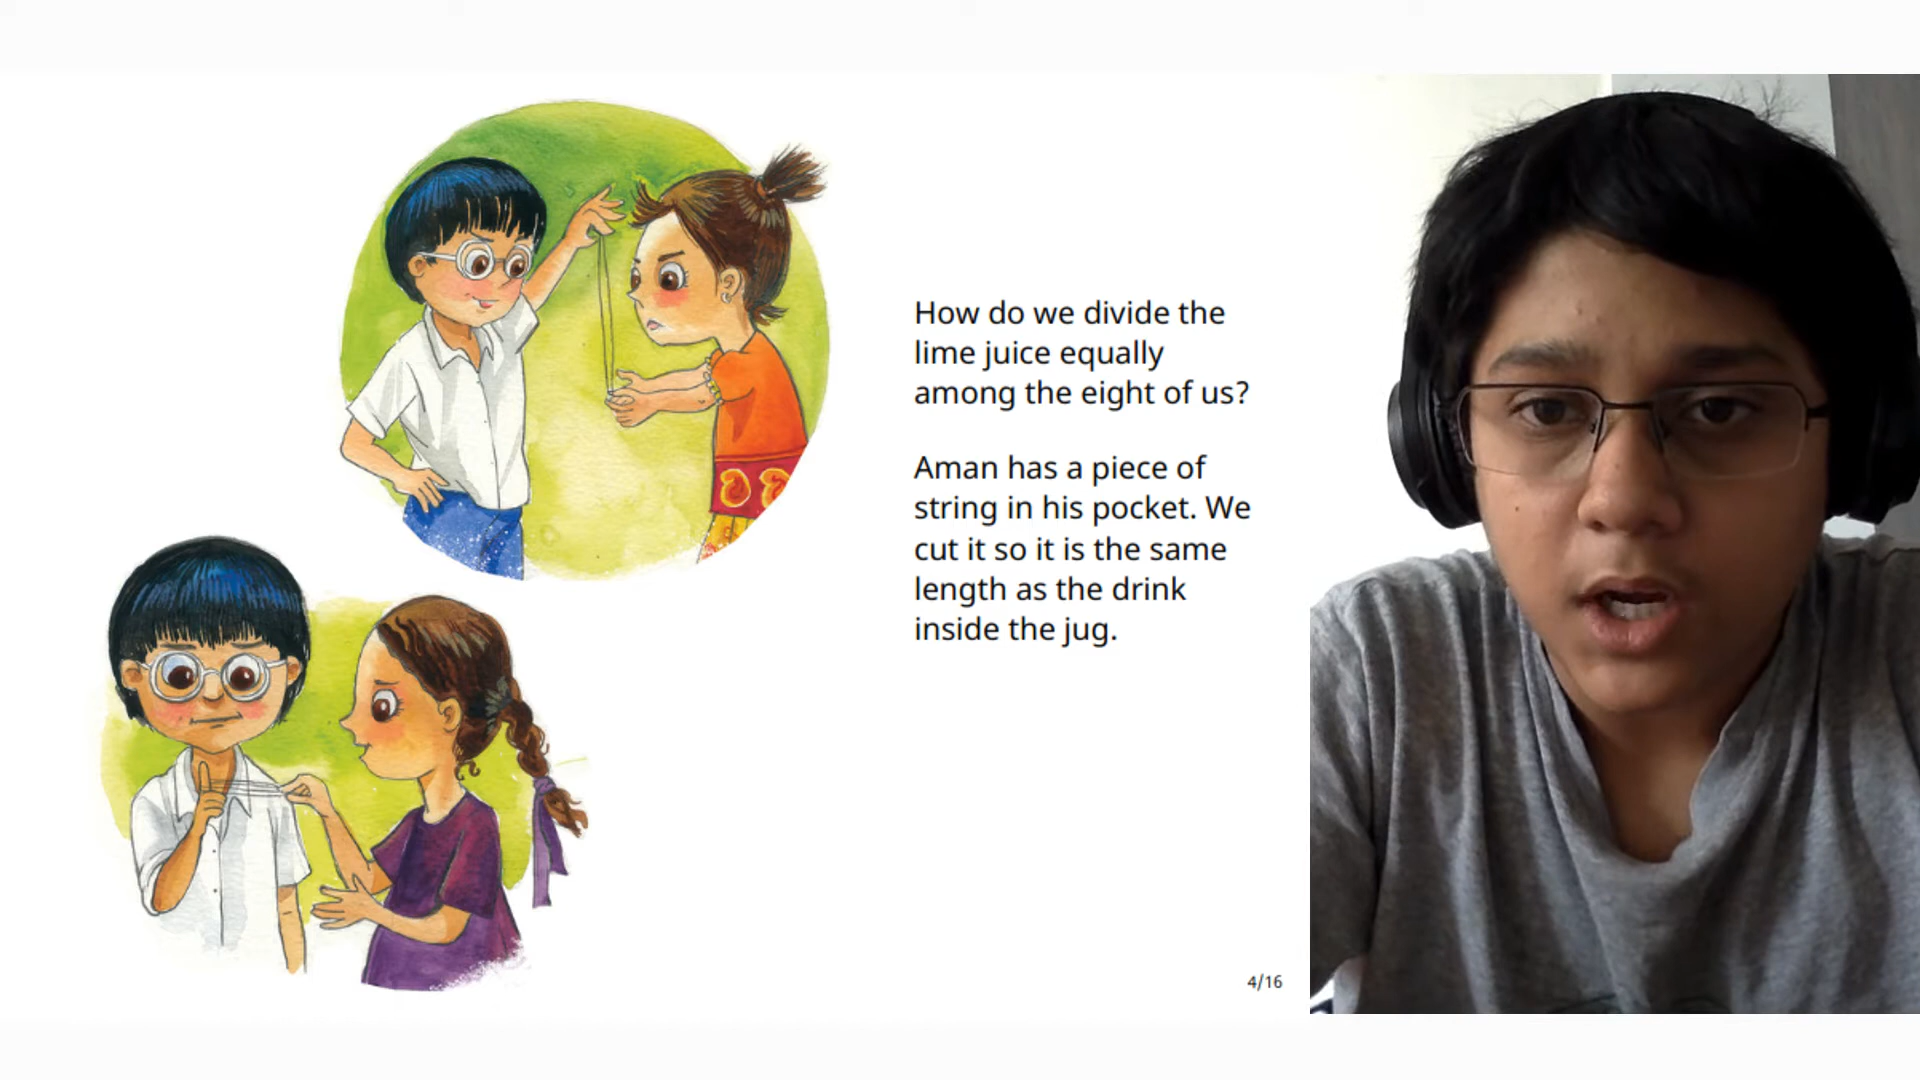 How do we divide the
lime juice equally
among the eight of us?
Aman has a piece of
string in his pocket. We
cut it so it is the same
length as the drink
inside the jug.
4/16